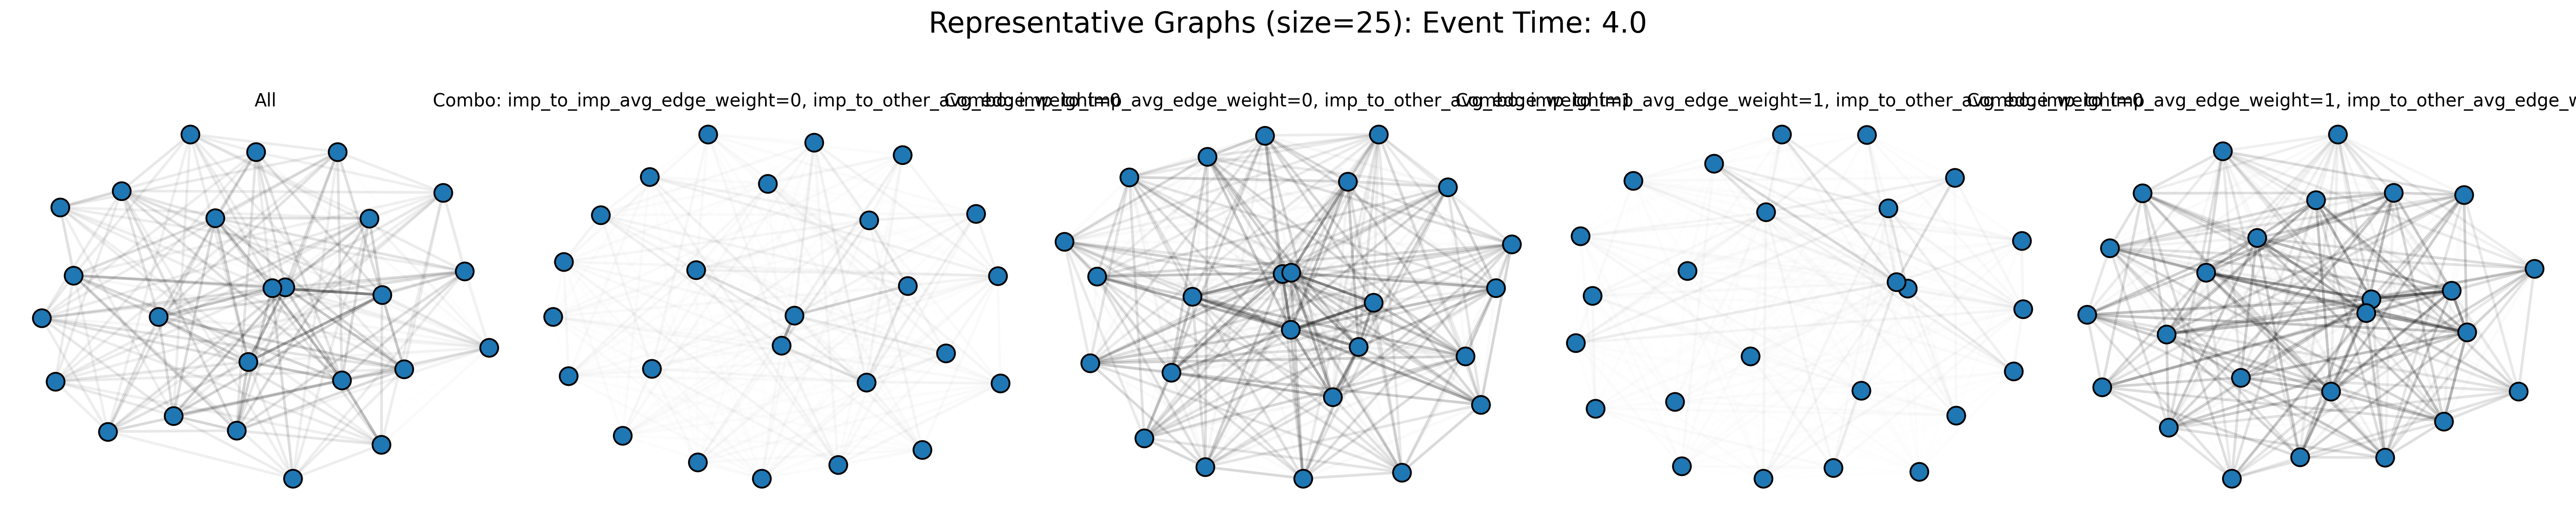 Representative Graphs (size=25): Event Time: 4.0
All
Combo: imp_to_imp_avg_edge_weight=0, imp_to_other_avg_edge_weight=0
Combo: imp_to_imp_avg_edge_weight=0, imp_to_other_avg_edge_weight=1
Combo: imp_to_imp_avg_edge_weight=1, imp_to_other_avg_edge_weight=0
Combo: imp_to_imp_avg_edge_weight=1, imp_to_other_avg_edge_w